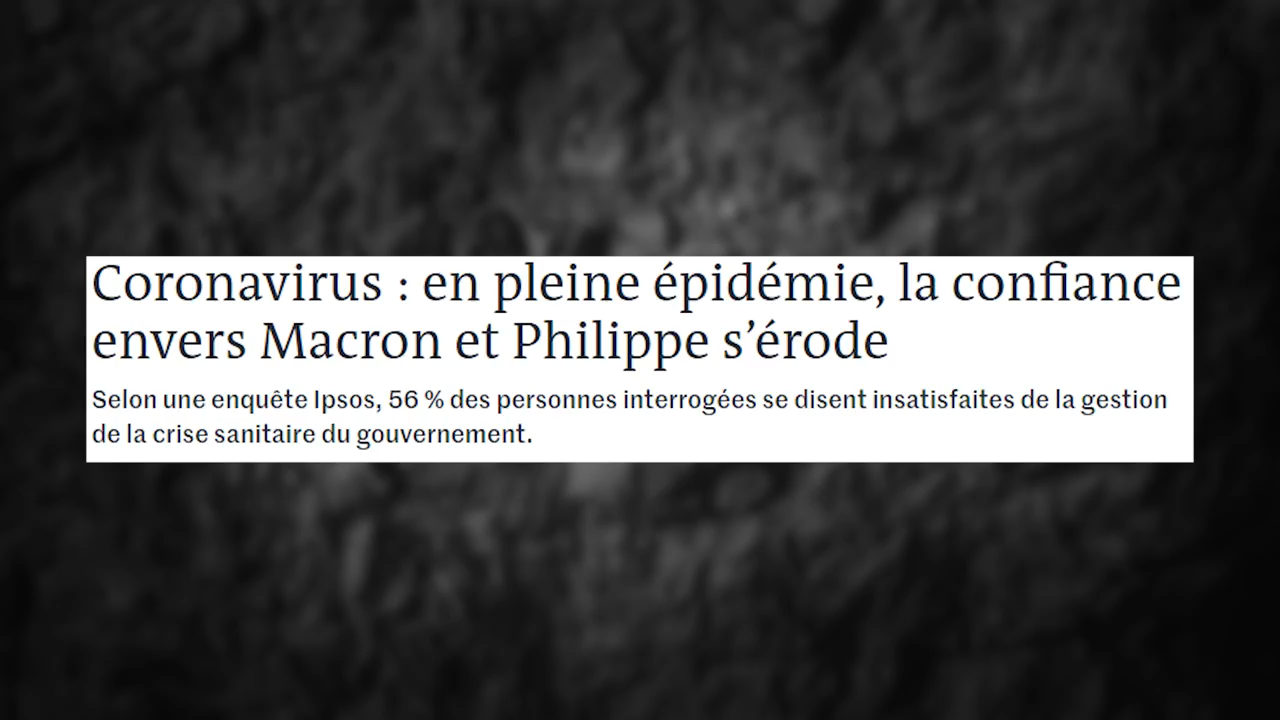 Coronavirus : en pleine épidémie, la confiance
envers Macron et Philippe s’érode
Selon une enquête Ipsos, 56 % des personnes interrogées se disent insatisfaites de la gestion
de la crise sanitaire du gouvernement.